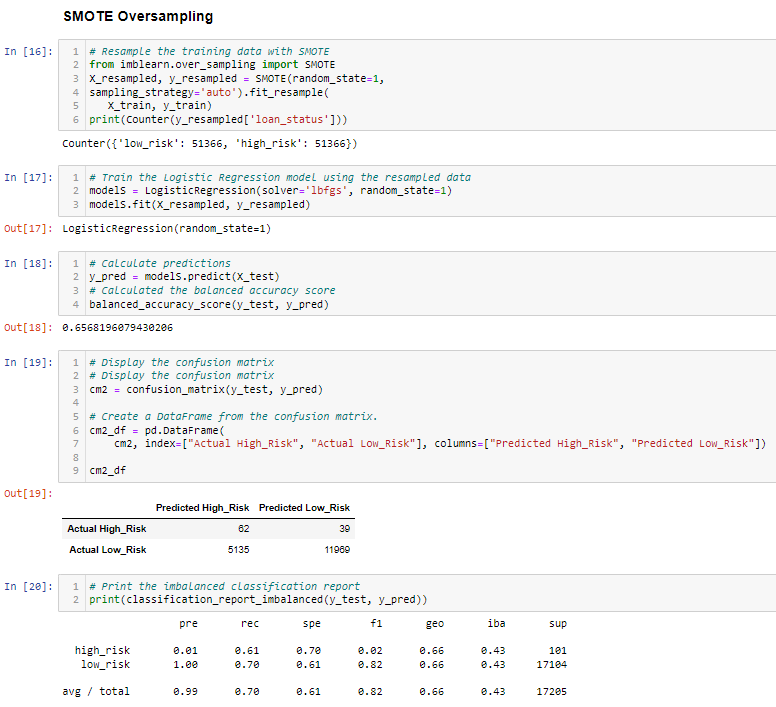 SMOTE Oversampling
In [16]:
1 # Resample the training data with SMOTE
2 from imblearn.over_sampling import SMOTE
3 X_resampled, y_resampled = SMOTE(random_state=1,
4 sampling_strategy='auto').fit_resample(
5    X_train, y_train)
6 print(Counter(y_resampled['loan_status']))
Counter({'low_risk': 51366, 'high_risk': 51366})
In [17]:
1 # Train the Logistic Regression model using the resampled data
2 modelS = LogisticRegression(solver='lbfgs', random_state=1)
3 modelS.fit(X_resampled, y_resampled)
Out[17]: LogisticRegression(random_state=1)
In [18]:
1 # Calculate predictions
2 y_pred = modelS.predict(X_test)
3 # Calculated the balanced accuracy score
4 balanced_accuracy_score(y_test, y_pred)
Out[18]: 0.6568196079430206
In [19]:
1 # Display the confusion matrix
2 # Display the confusion matrix
3 cm2 = confusion_matrix(y_test, y_pred)
4
5 # Create a DataFrame from the confusion matrix.
6 cm2_df = pd.DataFrame(
7     cm2, index=["Actual High_Risk", "Actual Low_Risk"], columns=["Predicted High_Risk", "Predicted Low_Risk"])
8
9 cm2_df
Out[19]:
Predicted High_Risk Predicted Low_Risk
Actual High_Risk 62 39
Actual Low_Risk 5135 11969
In [20]:
1 # Print the imbalanced classification report
2 print(classification_report_imbalanced(y_test, y_pred))
pre rec spe f1 geo iba sup
high_risk 0.01 0.61 0.70 0.02 0.66 0.43 101
low_risk 1.00 0.70 0.61 0.82 0.66 0.43 17104
avg / total 0.99 0.70 0.61 0.82 0.66 0.43 17205